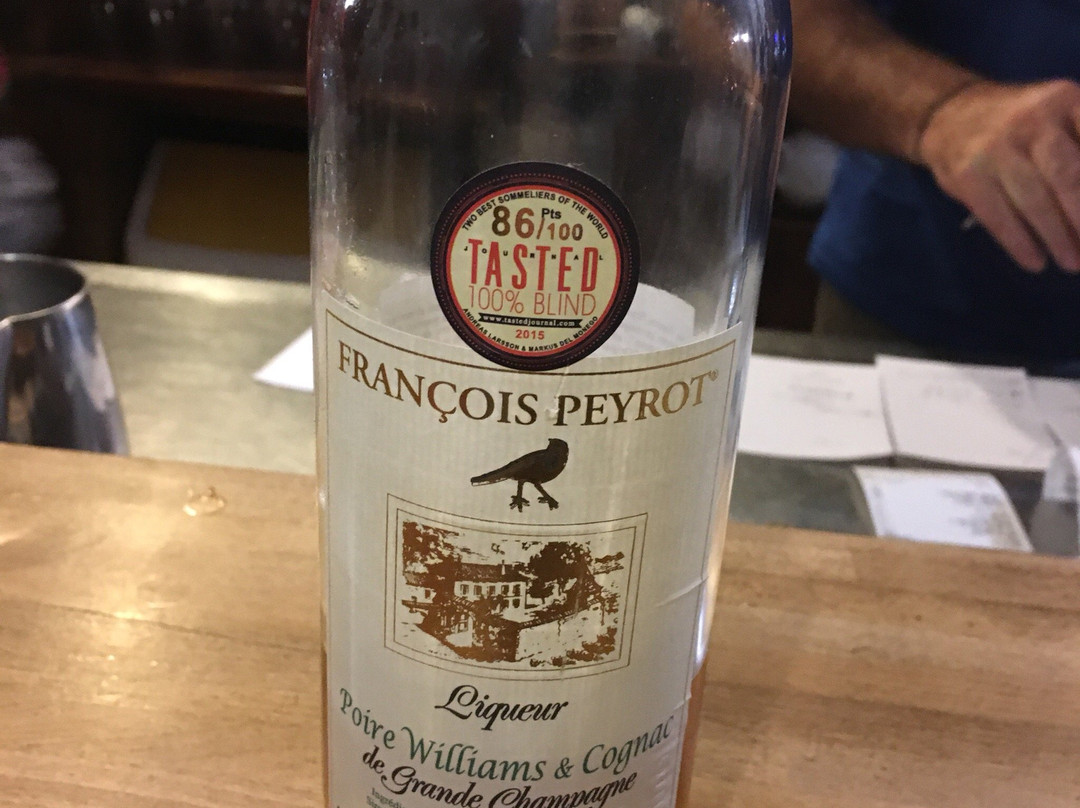 TWO BEST SOMMELIERS OF THE WORLD
86/100 Pts
JOURNAL
TASTED
100% BLIND
www.tastedjournal.com
2015
ANDREAS LARSSON & MARKUS DEL MONEGO
FRANÇOIS PEYROT®
Liqueur
Poire Williams & Cognac
de Grande Champagne